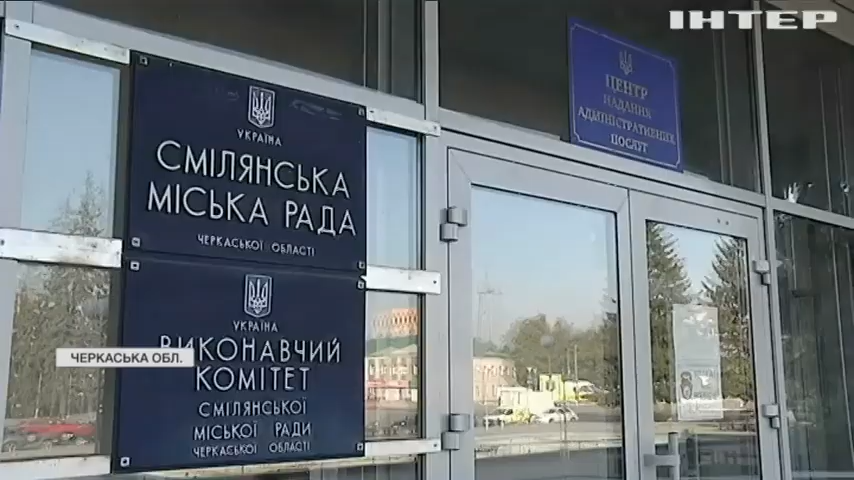 ІНТЕР
ЦЕНТР
НАДАННЯ
АДМІНІСТРАТИВНИХ
ПОСЛУГ
УКРАЇНА
СМІЛЯНСЬКА
МІСЬКА РАДА
ЧЕРКАСЬКОЇ ОБЛАСТІ
УКРАЇНА
ВИКОНАВЧИЙ
КОМІТЕТ
СМІЛЯНСЬКОЇ
МІСЬКОЇ РАДИ
ЧЕРКАСЬКОЇ ОБЛАСТІ
ЧЕРКАСЬКА ОБЛ.